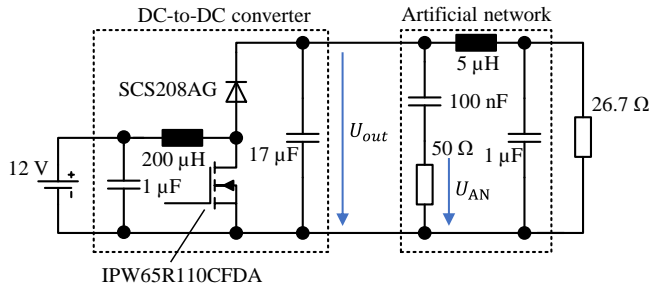 DC-to-DC converter
Artificial network
SCS208AG
5 µH
100 nF
26.7 Ω
200 µH
17 µF
U_out
50 Ω
1 µF
12 V
1 µF
U_AN
IPW65R110CFDA